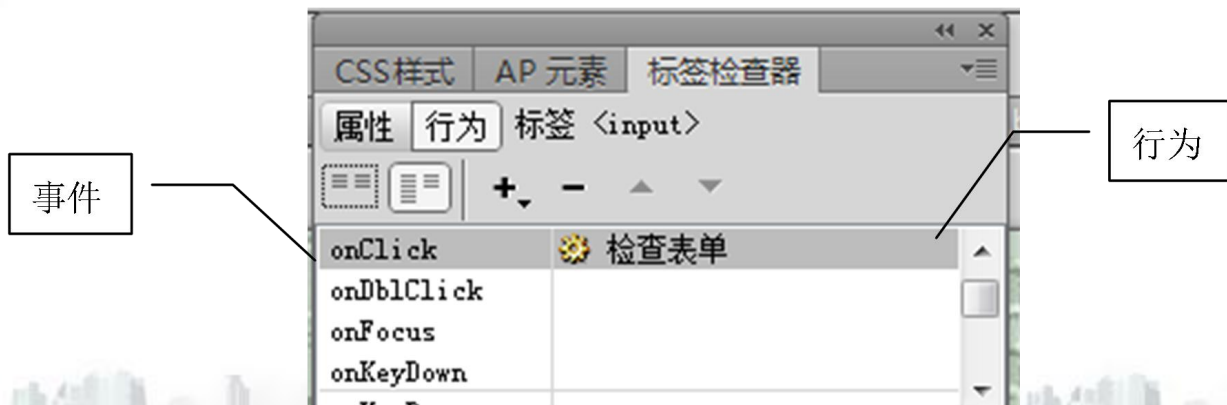 CSS样式 AP 元素 标签检查器
属性 行为 标签 <input>
行为
事件
onClick 检查表单
onDblClick
onFocus
onKeyDown